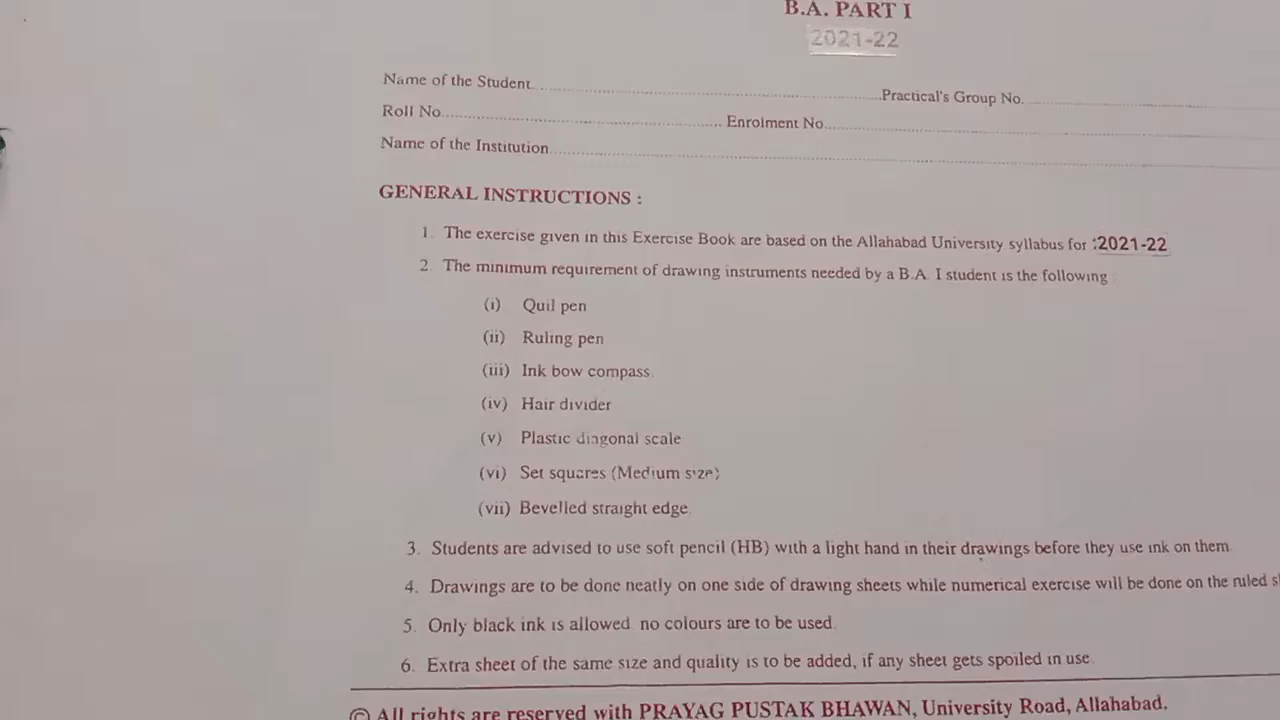 B.A. PART I
2021-22
Name of the Student.............Practical's Group No.............
Roll No.............Enrolment No.............
Name of the Institution.............
GENERAL INSTRUCTIONS :
1. The exercise given in this Exercise Book are based on the Allahabad University syllabus for :2021-22
2. The minimum requirement of drawing instruments needed by a B.A. I student is the following
(i) Quil pen
(ii) Ruling pen
(iii) Ink bow compass
(iv) Hair divider
(v) Plastic diagonal scale
(vi) Set squares (Medium size)
(vii) Bevelled straight edge
3. Students are advised to use soft pencil (HB) with a light hand in their drawings before they use ink on them
4. Drawings are to be done neatly on one side of drawing sheets while numerical exercise will be done on the ruled
5. Only black ink is allowed no colours are to be used.
6. Extra sheet of the same size and quality is to be added, if any sheet gets spoiled in use.
© All rights are reserved with PRAYAG PUSTAK BHAWAN, University Road, Allahabad.